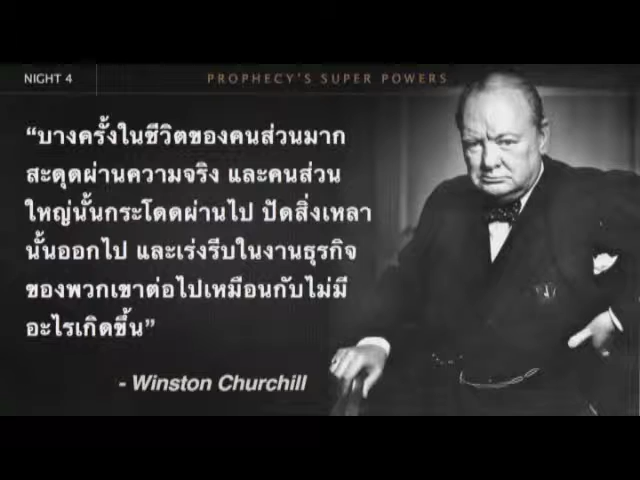 NIGHT 4
PROPHECY'S SUPER POWERS
“บางครั้งในชีวิตของคนส่วนมาก
สะดุดผ่านความจริง และคนส่วน
ใหญ่นั้นกระโดดผ่านไป ปัดสิ่งเหลา
นั้นออกไป และเร่งรีบในงานธุรกิจ
ของพวกเขาต่อไปเหมือนกับไม่มี
อะไรเกิดขึ้น”
- Winston Churchill